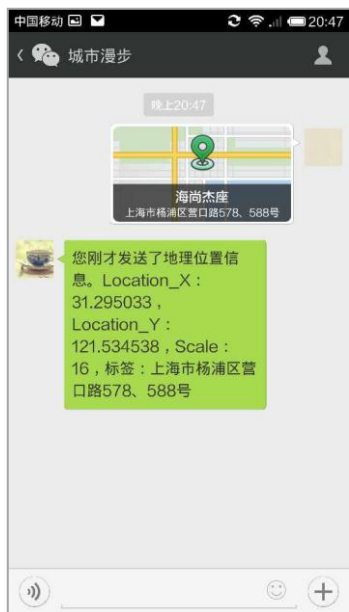 中国移动 20:47
城市漫步
晚上20:47
海尚杰座
上海市杨浦区营口路578、588号
您刚才发送了地理位置信
息。Location_X：
31.295033，
Location_Y：
121.534538，Scale：
16，标签：上海市杨浦区营
口路578、588号